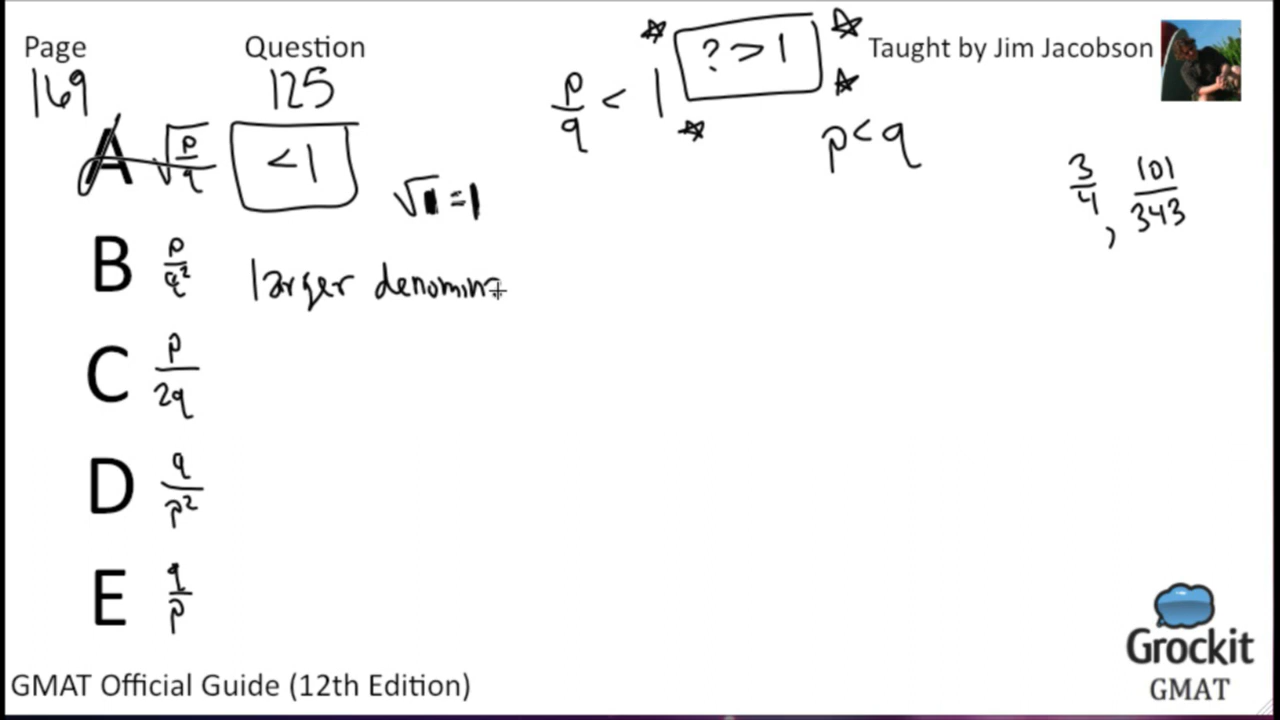 Page
169
Question
125
p/q < 1
? > 1
Taught by Jim Jacobson
p < q
3/4 , 101/343
A √(p/q) < 1
√1 = 1
B p/q² larger denomin
C p/2q
D q/p²
E q/p
GMAT Official Guide (12th Edition)
Grockit
GMAT